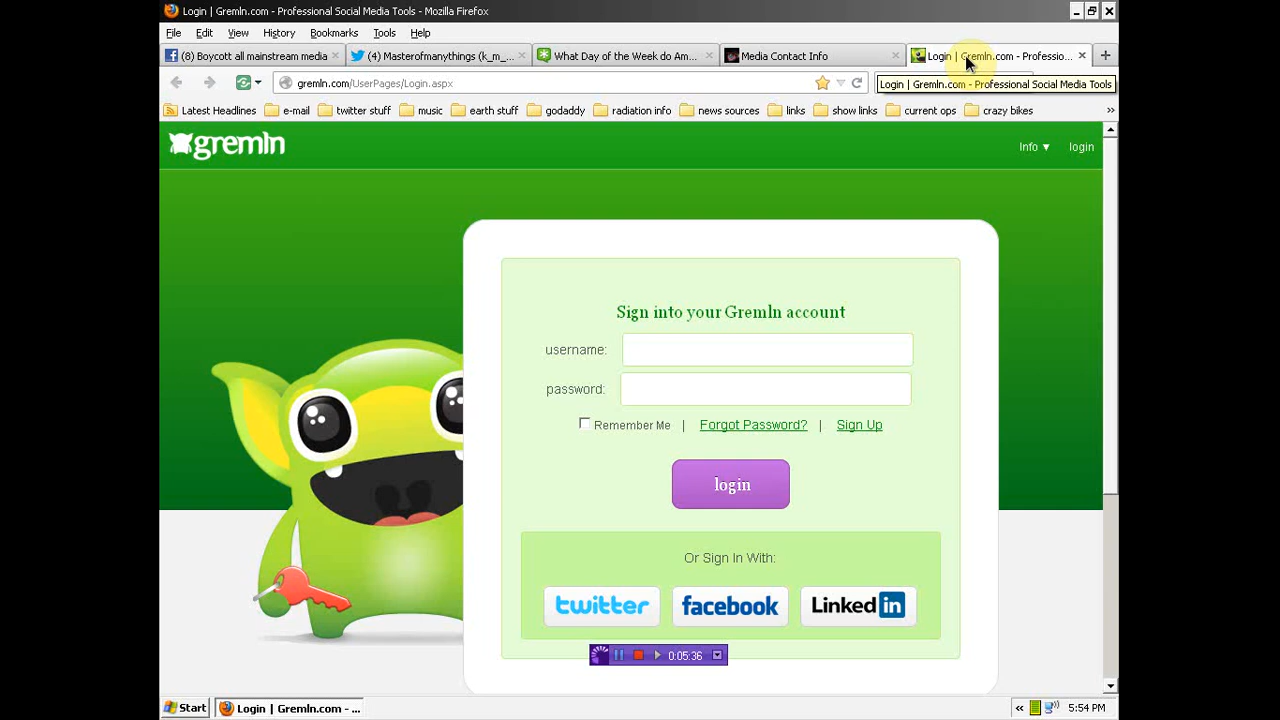 Login | Gremln.com - Professional Social Media Tools - Mozilla Firefox
File Edit View History Bookmarks Tools Help
(8) Boycott all mainstream media
(4) Masterofmanythings (k_m_...
What Day of the Week do Am...
Media Contact Info
Login | Gremln.com - Professio...
gremln.com/UserPages/Login.aspx
Login | Gremln.com - Professional Social Media Tools
Latest Headlines e-mail twitter stuff music earth stuff godaddy radiation info news sources links show links current ops crazy bikes »
gremln
Info ▼ login
Sign into your Gremln account
username:
password:
Remember Me | Forgot Password? | Sign Up
login
Or Sign In With:
twitter facebook Linked in
0:05:36
Start Login | Gremln.com - ... « 5:54 PM